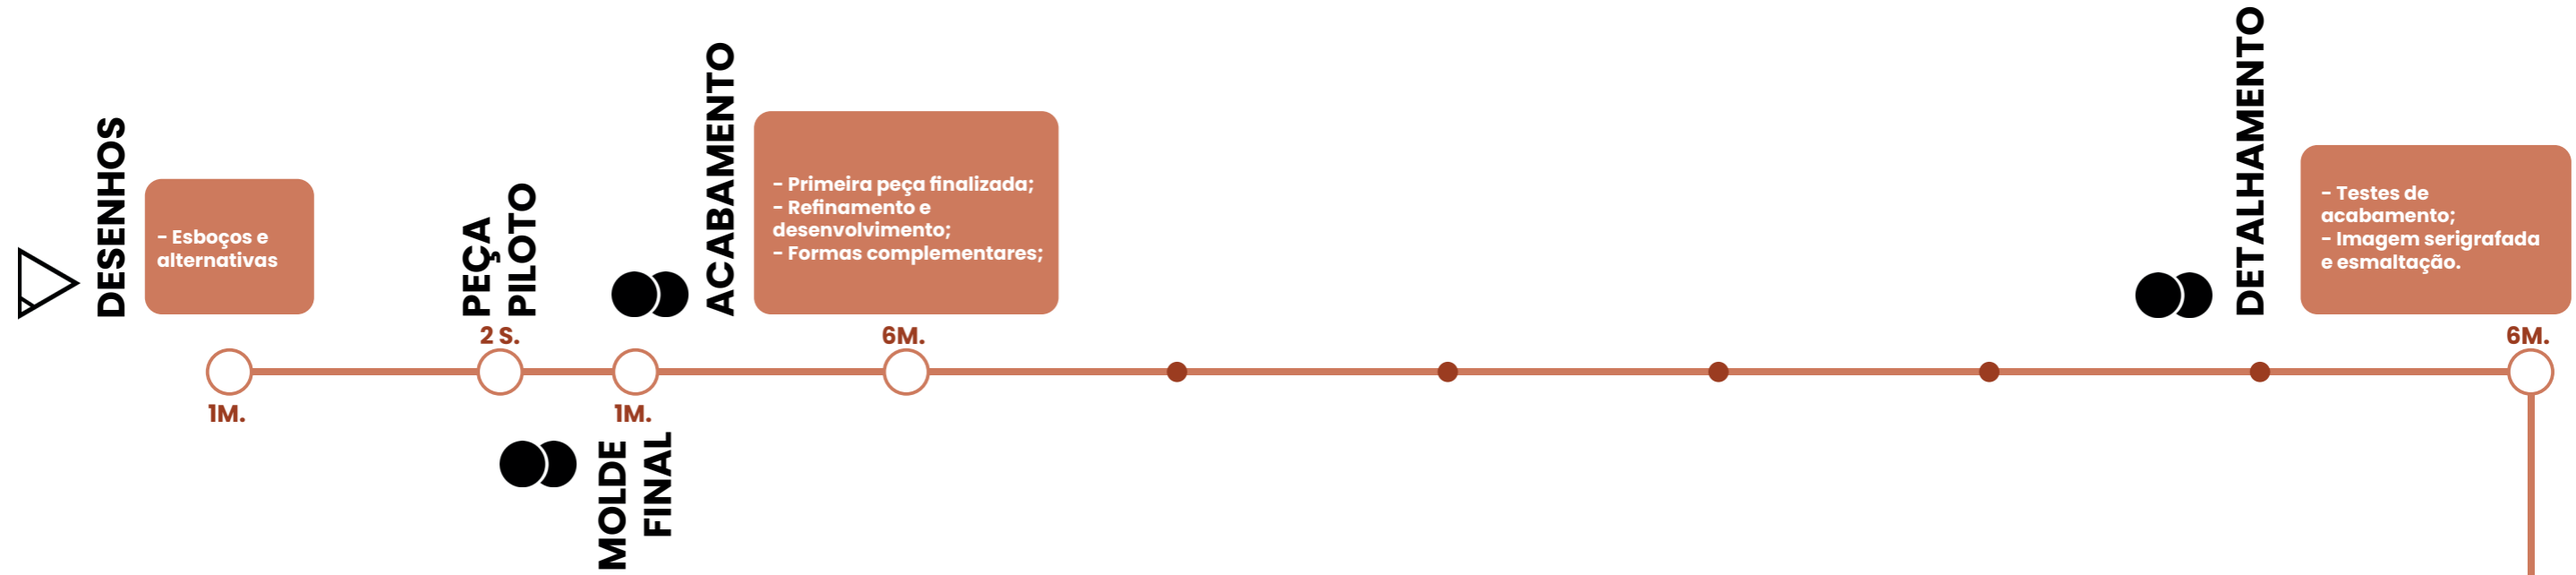 DESENHOS
- Esboços e
alternativas
1M.
PEÇA
PILOTO
2 S.
1M.
MOLDE
FINAL
ACABAMENTO
- Primeira peça finalizada;
- Refinamento e
desenvolvimento;
- Formas complementares;
6M.
DETALHAMENTO
- Testes de
acabamento;
- Imagem serigrafada
e esmaltação.
6M.